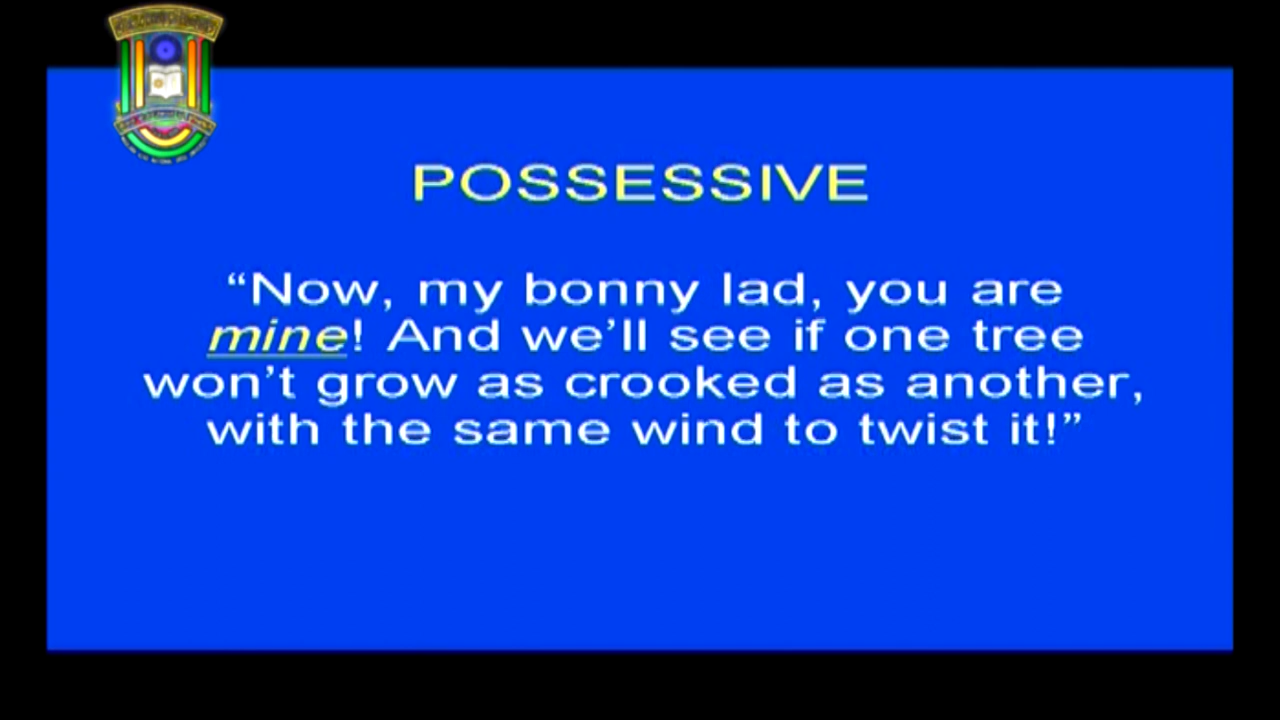 POSSESSIVE
“Now, my bonny lad, you are
mine! And we’ll see if one tree
won’t grow as crooked as another,
with the same wind to twist it!”